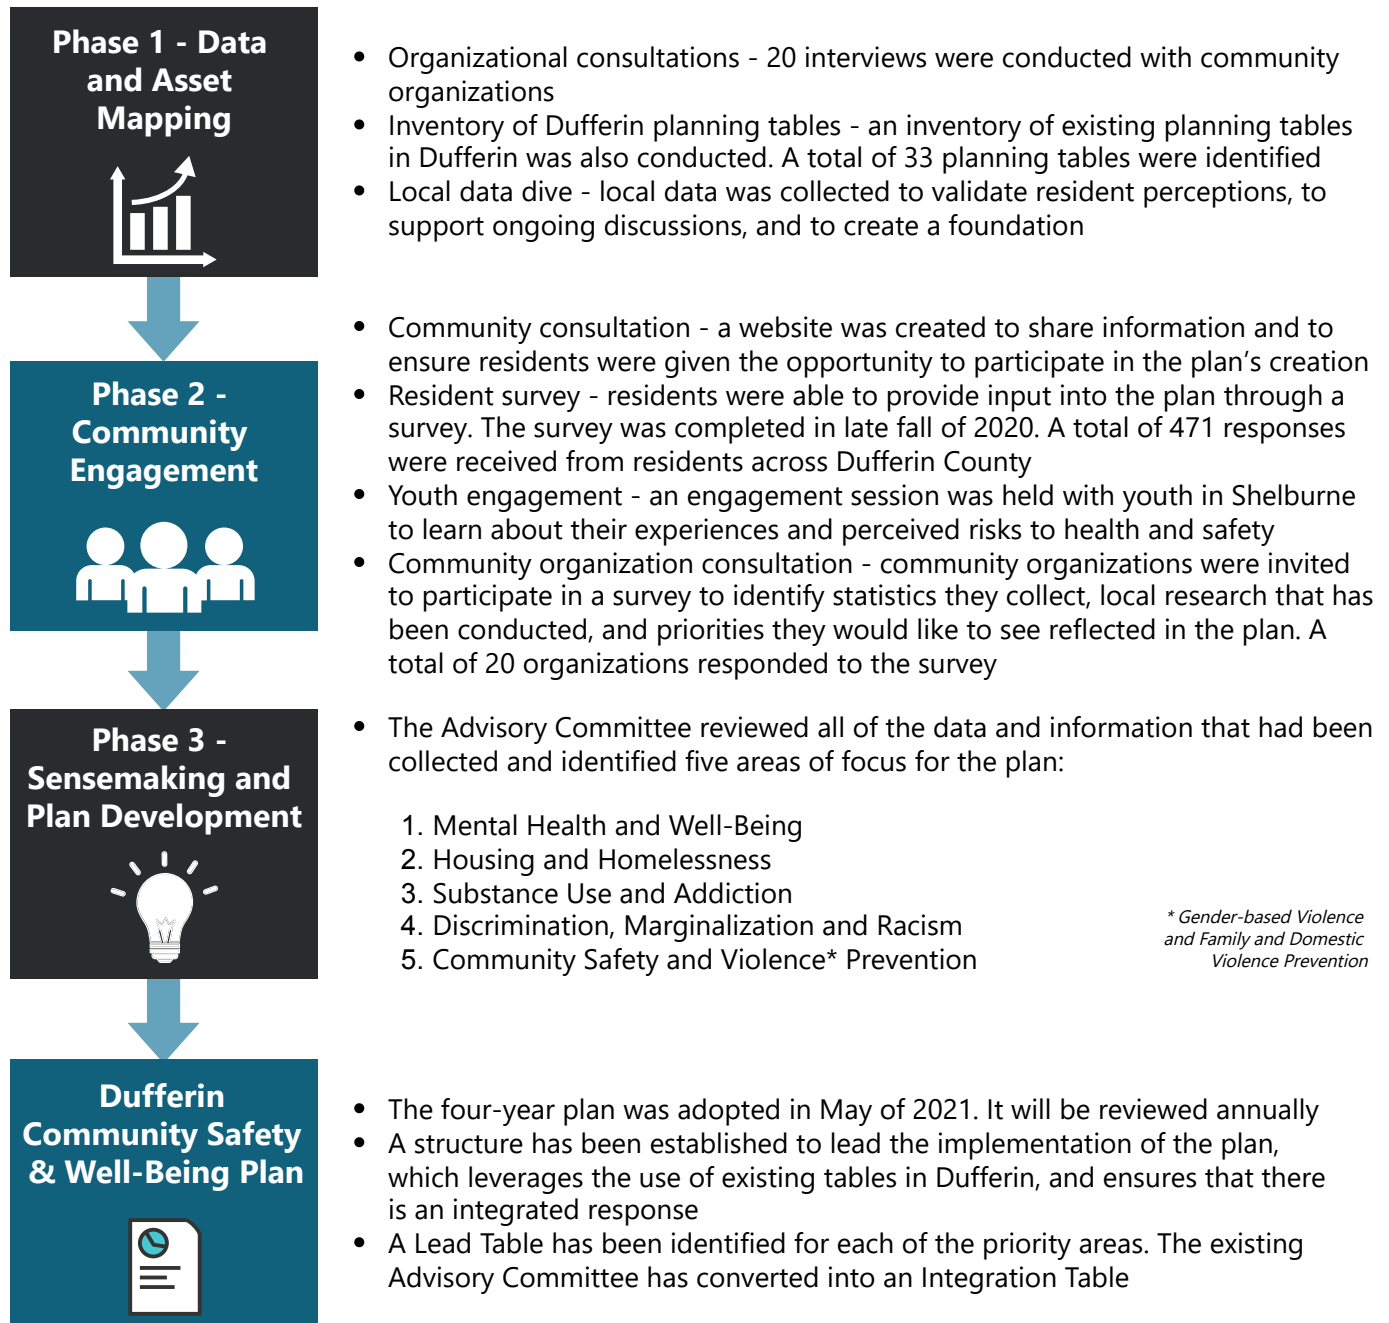 Phase 1 - Data
and Asset
Mapping
• Organizational consultations - 20 interviews were conducted with community
organizations
• Inventory of Dufferin planning tables - an inventory of existing planning tables
in Dufferin was also conducted. A total of 33 planning tables were identified
• Local data dive - local data was collected to validate resident perceptions, to
support ongoing discussions, and to create a foundation
Phase 2 -
Community
Engagement
• Community consultation - a website was created to share information and to
ensure residents were given the opportunity to participate in the plan's creation
• Resident survey - residents were able to provide input into the plan through a
survey. The survey was completed in late fall of 2020. A total of 471 responses
were received from residents across Dufferin County
• Youth engagement - an engagement session was held with youth in Shelburne
to learn about their experiences and perceived risks to health and safety
• Community organization consultation - community organizations were invited
to participate in a survey to identify statistics they collect, local research that has
been conducted, and priorities they would like to see reflected in the plan. A
total of 20 organizations responded to the survey
Phase 3 -
Sensemaking and
Plan Development
• The Advisory Committee reviewed all of the data and information that had been
collected and identified five areas of focus for the plan:
1. Mental Health and Well-Being
2. Housing and Homelessness
3. Substance Use and Addiction
4. Discrimination, Marginalization and Racism
5. Community Safety and Violence* Prevention
* Gender-based Violence
and Family and Domestic
Violence Prevention
Dufferin
Community Safety
& Well-Being Plan
• The four-year plan was adopted in May of 2021. It will be reviewed annually
• A structure has been established to lead the implementation of the plan,
which leverages the use of existing tables in Dufferin, and ensures that there
is an integrated response
• A Lead Table has been identified for each of the priority areas. The existing
Advisory Committee has converted into an Integration Table